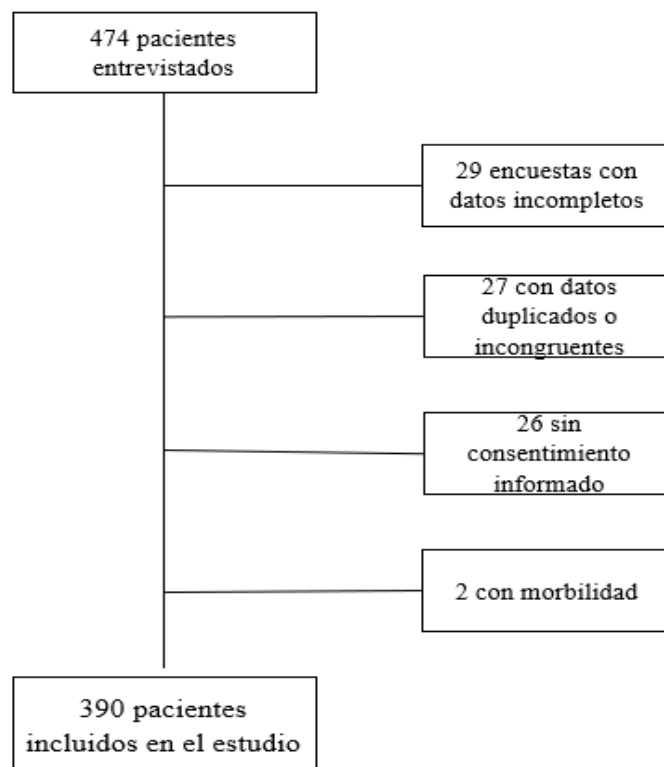 474 pacientes
entrevistados
29 encuestas con
datos incompletos
27 con datos
duplicados o
incongruentes
26 sin
consentimiento
informado
2 con morbilidad
390 pacientes
incluidos en el estudio